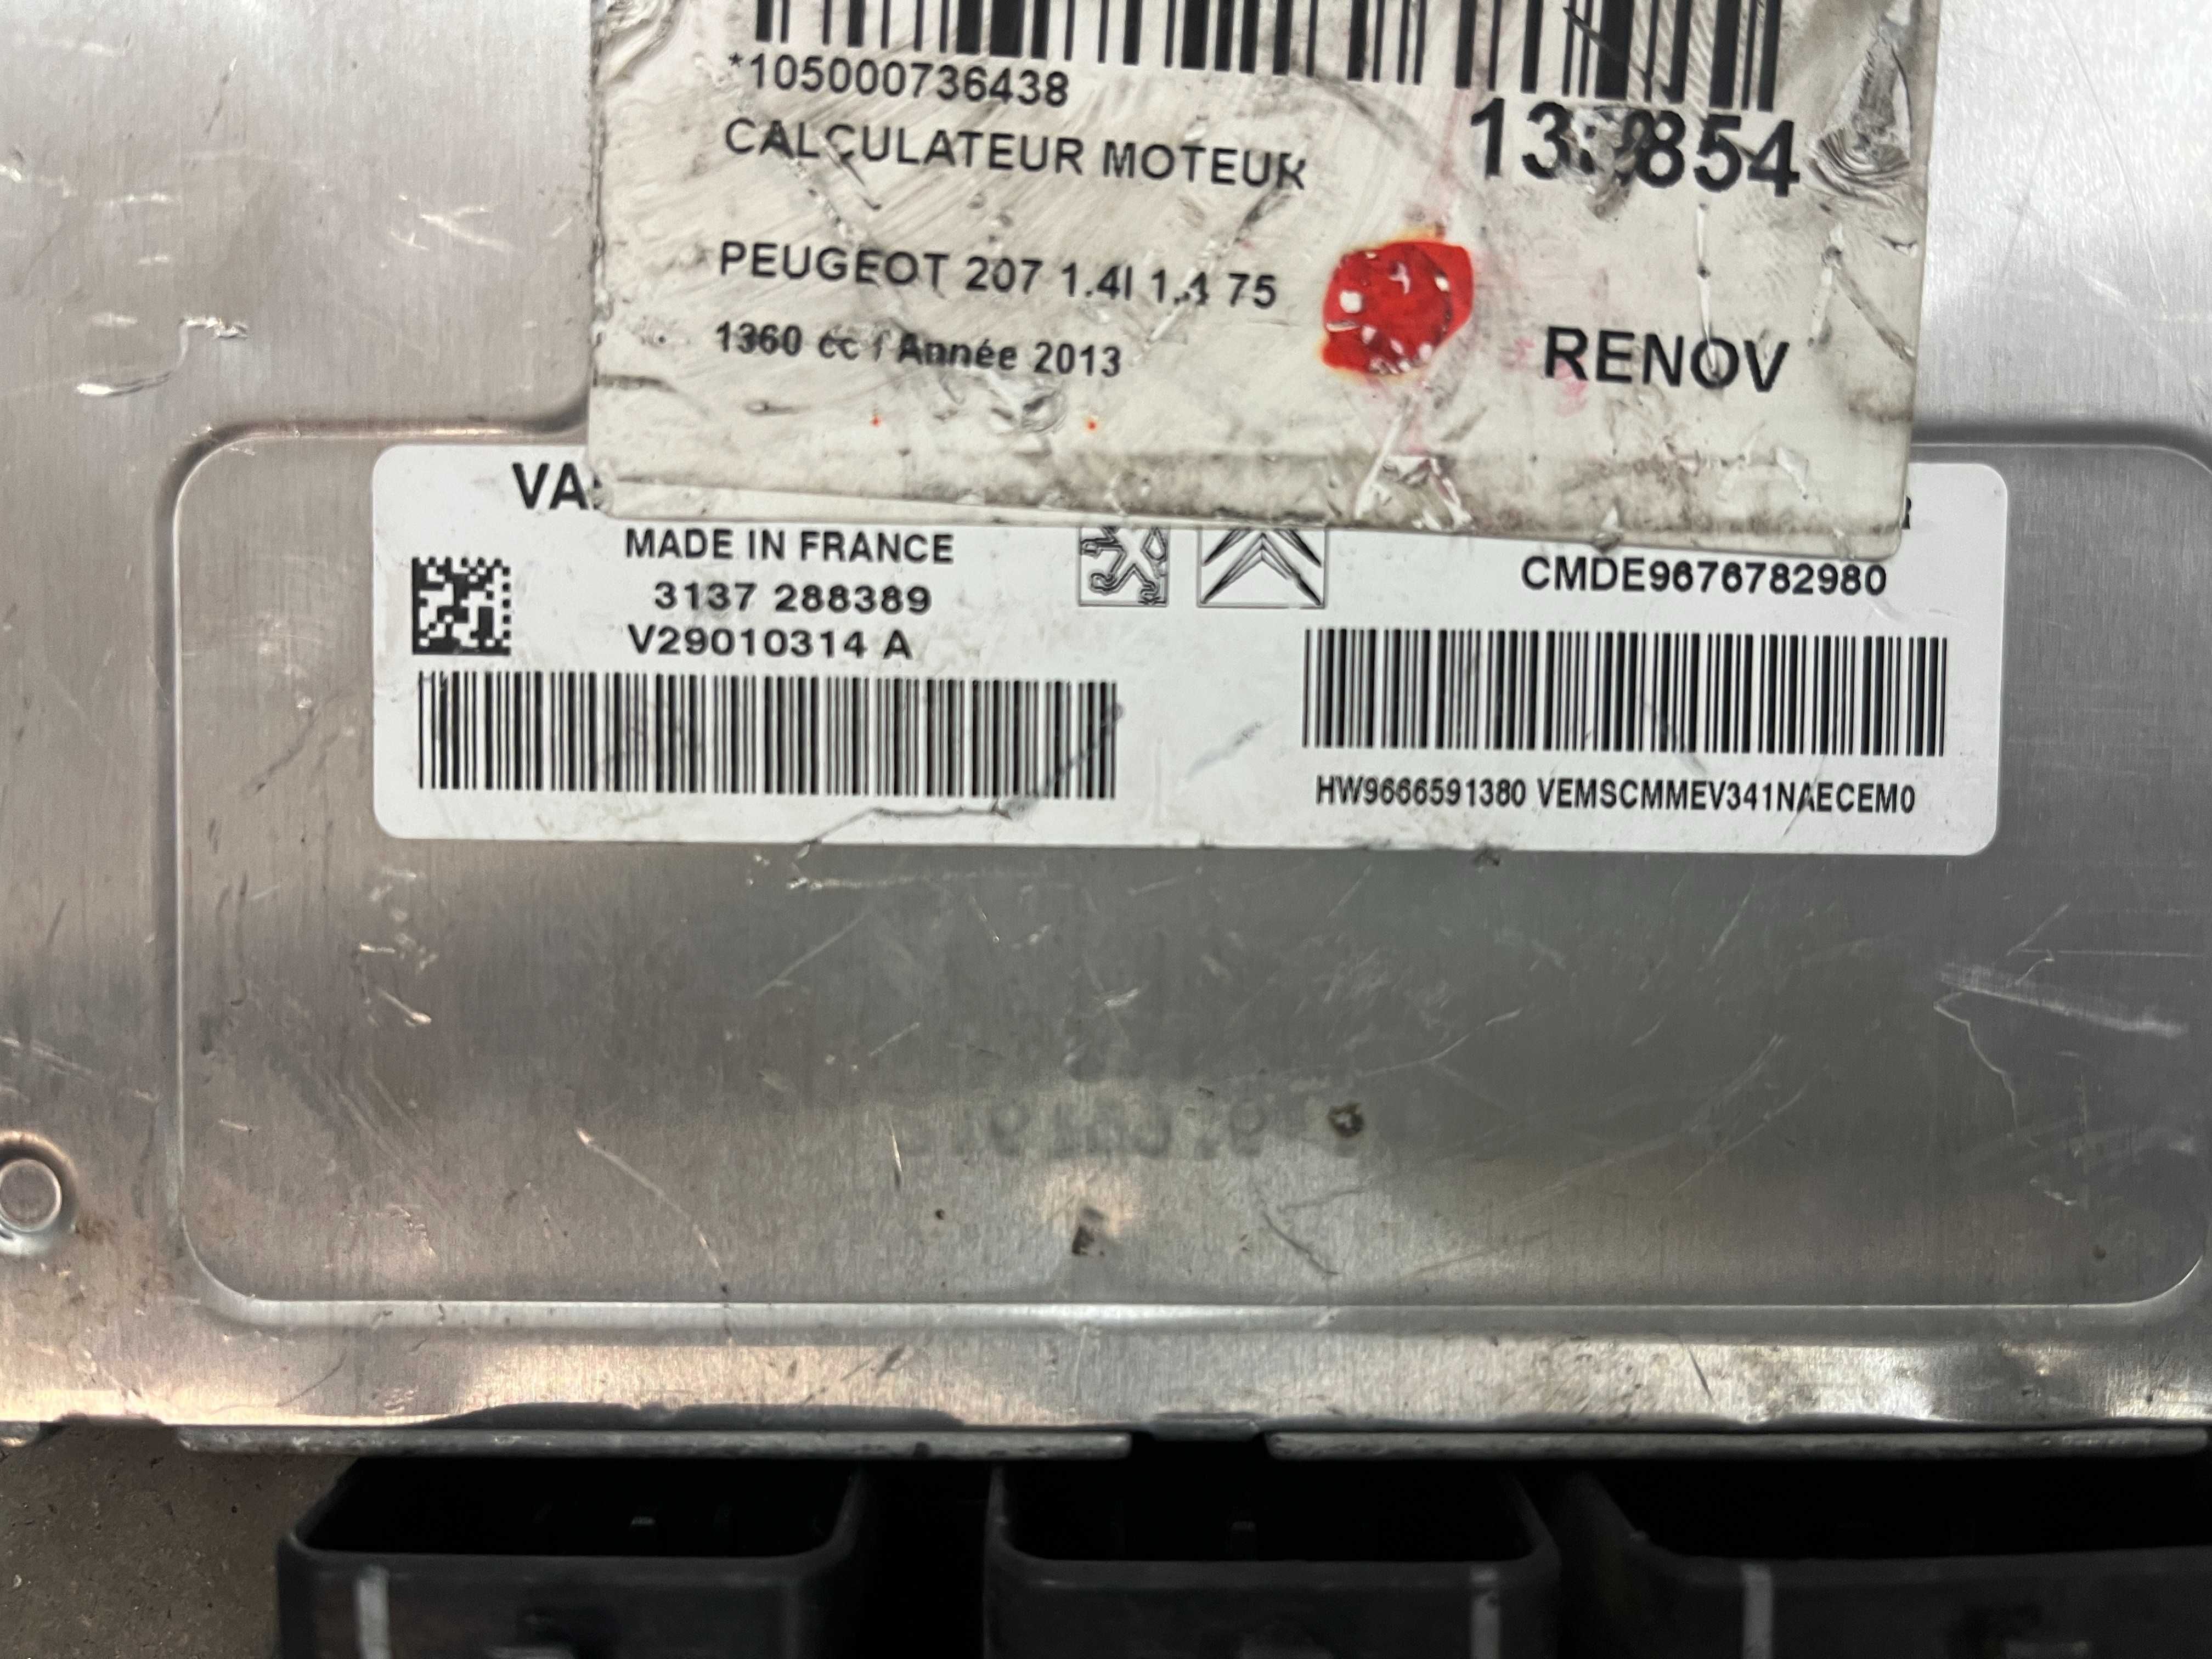 *105000736438
CALCULATEUR MOTEUR
PEUGEOT 207 1.4I 1.4 75
1360 cc / Année 2013
RENOV
MADE IN FRANCE
3137 288389
V29010314 A
CMDE9676782980
HW9666591380 VEMSCMMEV341NAECEM0